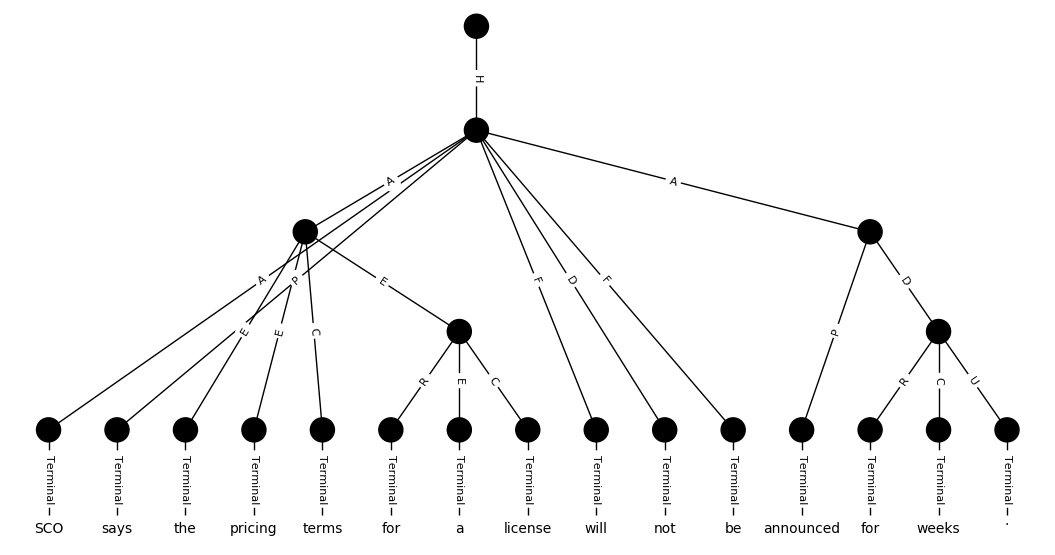 H
A
A
A
P
E
F
D
F
D
E
E
C
P
R
E
C
R
C
U
Terminal Terminal Terminal Terminal Terminal Terminal Terminal Terminal Terminal Terminal Terminal Terminal Terminal Terminal Terminal
SCO says the pricing terms for a license will not be announced for weeks .